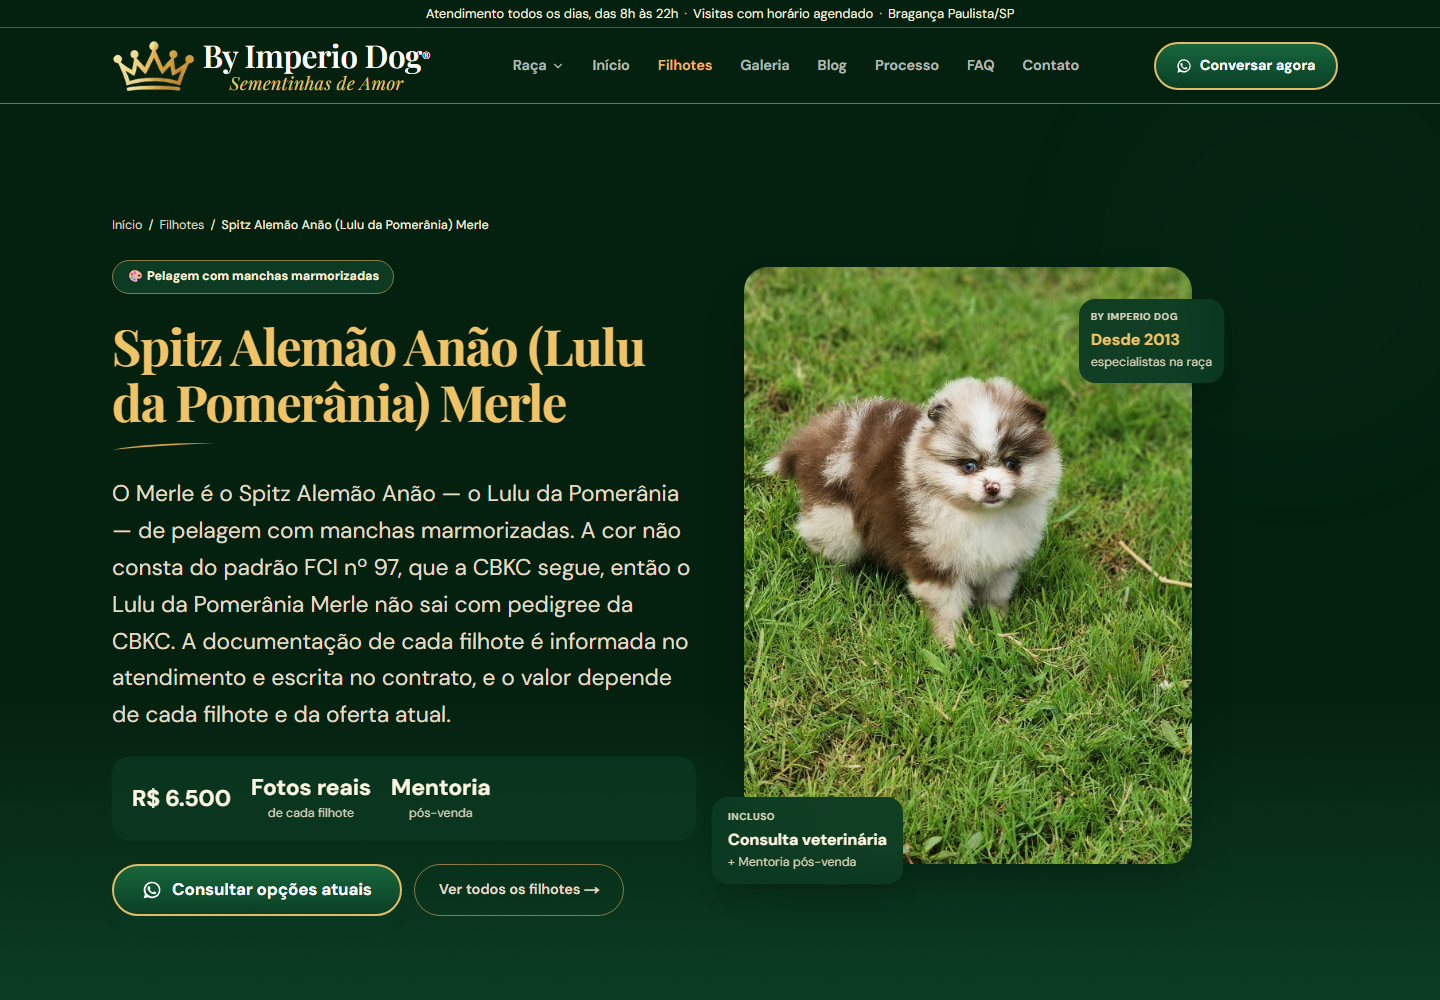 Atendimento todos os dias, das 8h às 22h · Visitas com horário agendado · Bragança Paulista/SP
By Imperio Dog®
Sementinhas de Amor
Raça
Início
Filhotes
Galeria
Blog
Processo
FAQ
Contato
Conversar agora
Início / Filhotes / Spitz Alemão Anão (Lulu da Pomerânia) Merle
Pelagem com manchas marmorizadas
Spitz Alemão Anão (Lulu
da Pomerânia) Merle
O Merle é o Spitz Alemão Anão — o Lulu da Pomerânia
— de pelagem com manchas marmorizadas. A cor não
consta do padrão FCI nº 97, que a CBKC segue, então o
Lulu da Pomerânia Merle não sai com pedigree da
CBKC. A documentação de cada filhote é informada no
atendimento e escrita no contrato, e o valor depende
de cada filhote e da oferta atual.
R$ 6.500
Fotos reais
de cada filhote
Mentoria
pós-venda
Consultar opções atuais
Ver todos os filhotes →
BY IMPERIO DOG
Desde 2013
especialistas na raça
INCLUSO
Consulta veterinária
+ Mentoria pós-venda